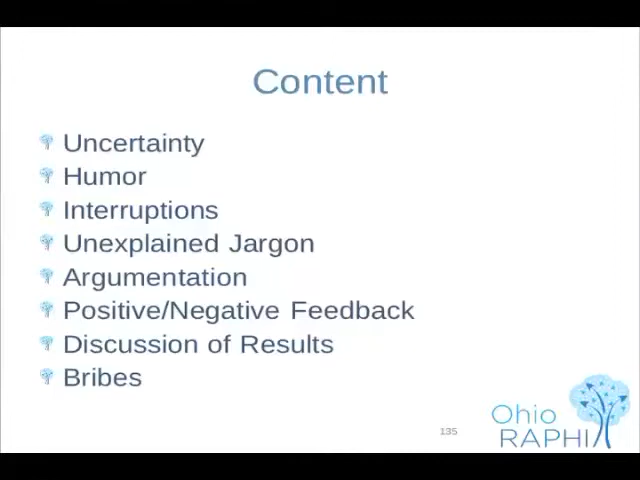 Content
Uncertainty
Humor
Interruptions
Unexplained Jargon
Argumentation
Positive/Negative Feedback
Discussion of Results
Bribes
135
Ohio
RAPHI